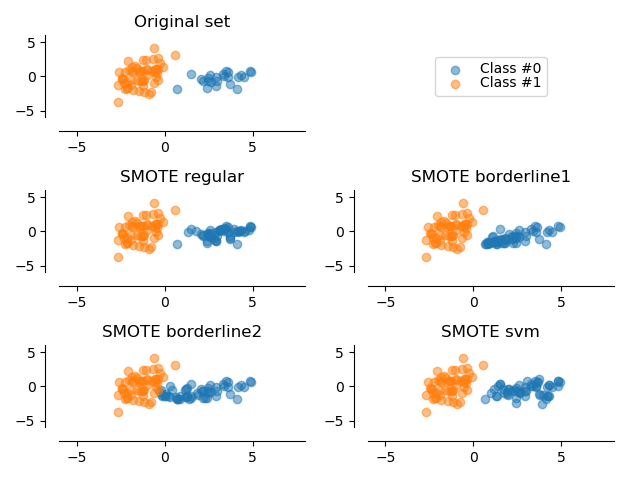 Original set
5
0
−5
−5 0 5
Class #0
Class #1
SMOTE regular
5
0
−5
−5 0 5
SMOTE borderline1
5
0
−5
−5 0 5
SMOTE borderline2
5
0
−5
−5 0 5
SMOTE svm
5
0
−5
−5 0 5